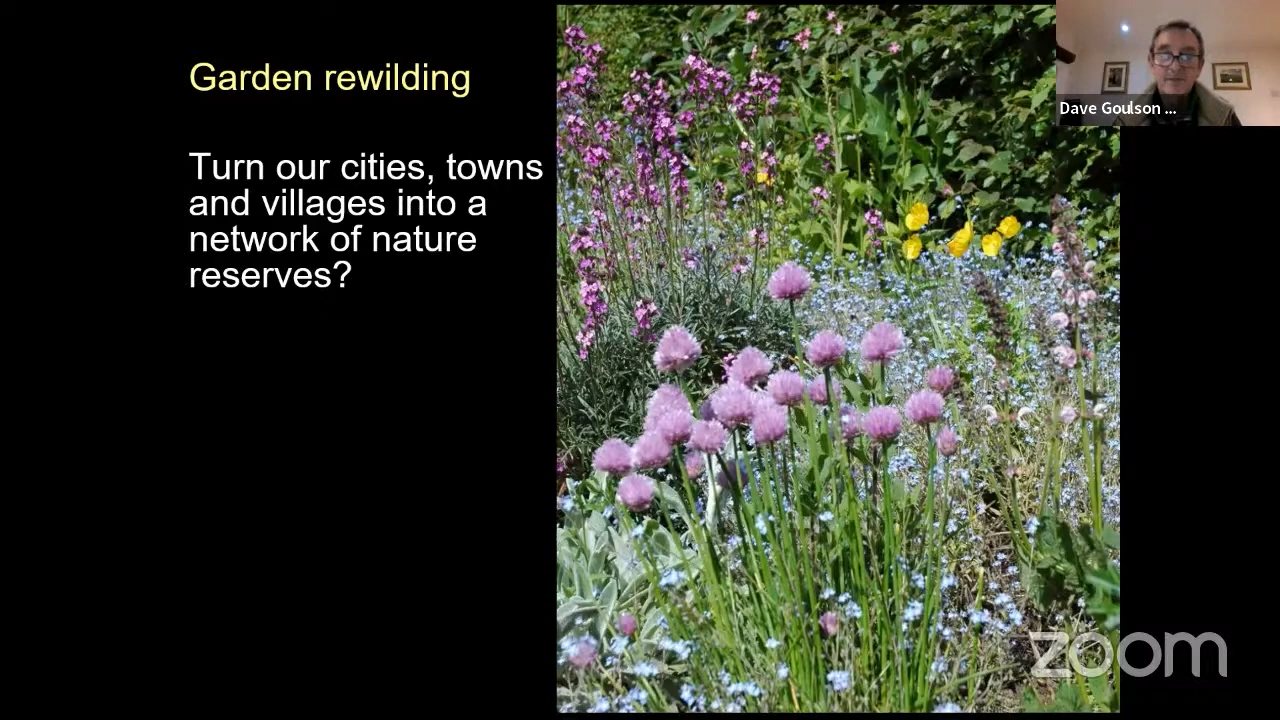 Garden rewilding
Turn our cities, towns
and villages into a
network of nature
reserves?
Dave Goulson ...
zoom